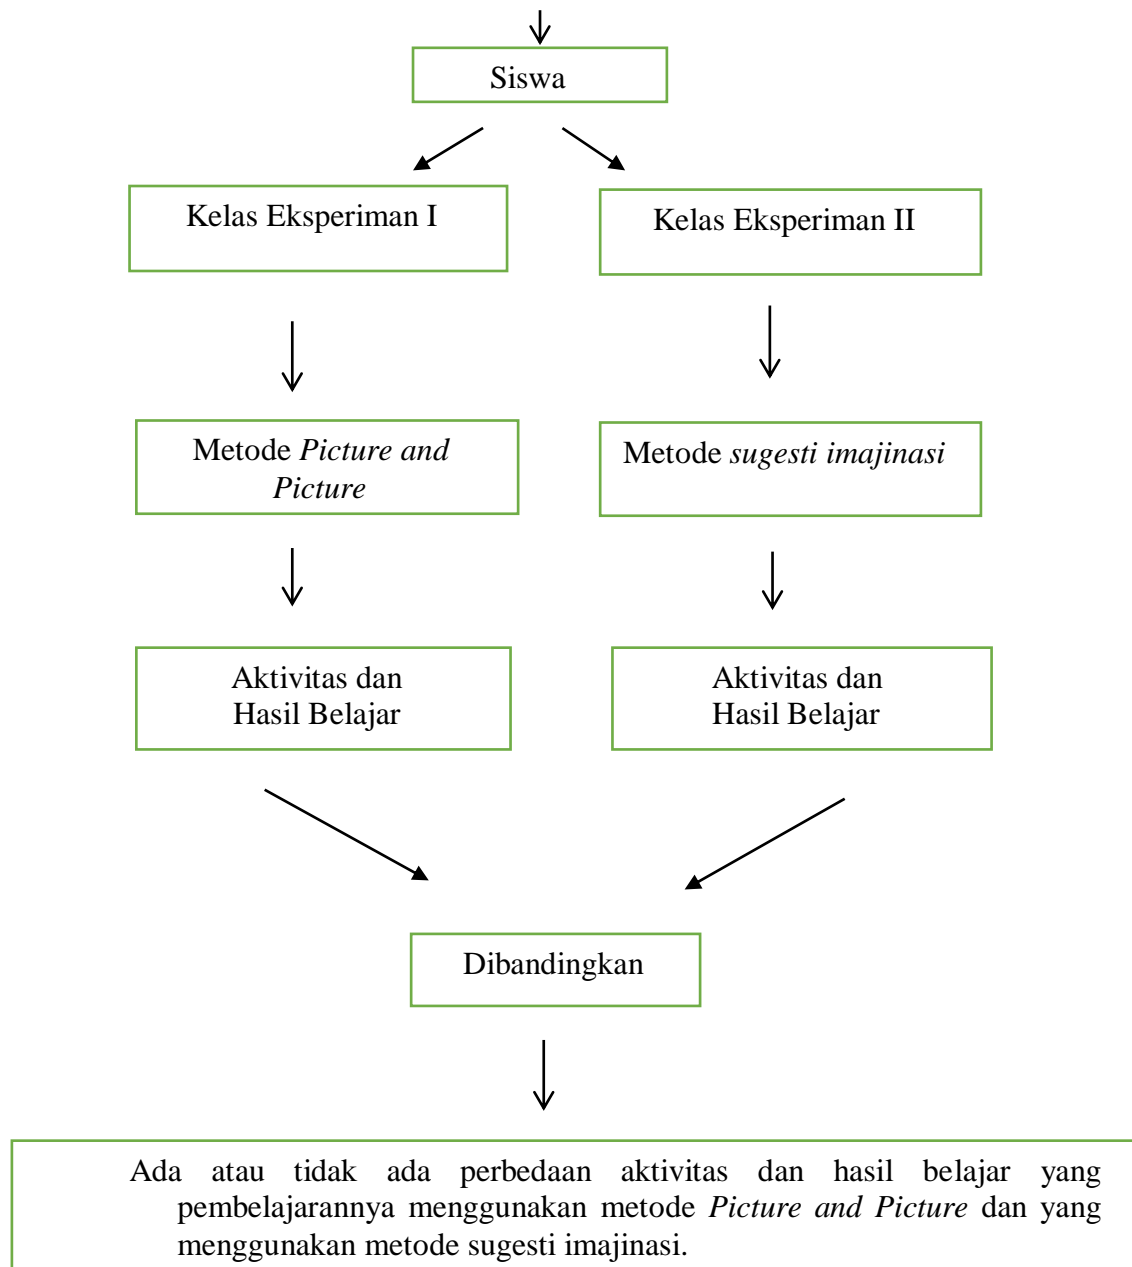 Siswa
Kelas Eksperiman I
Kelas Eksperiman II
Metode Picture and
Picture
Metode sugesti imajinasi
Aktivitas dan
Hasil Belajar
Aktivitas dan
Hasil Belajar
Dibandingkan
Ada atau tidak ada perbedaan aktivitas dan hasil belajar yang
pembelajarannya menggunakan metode Picture and Picture dan yang
menggunakan metode sugesti imajinasi.